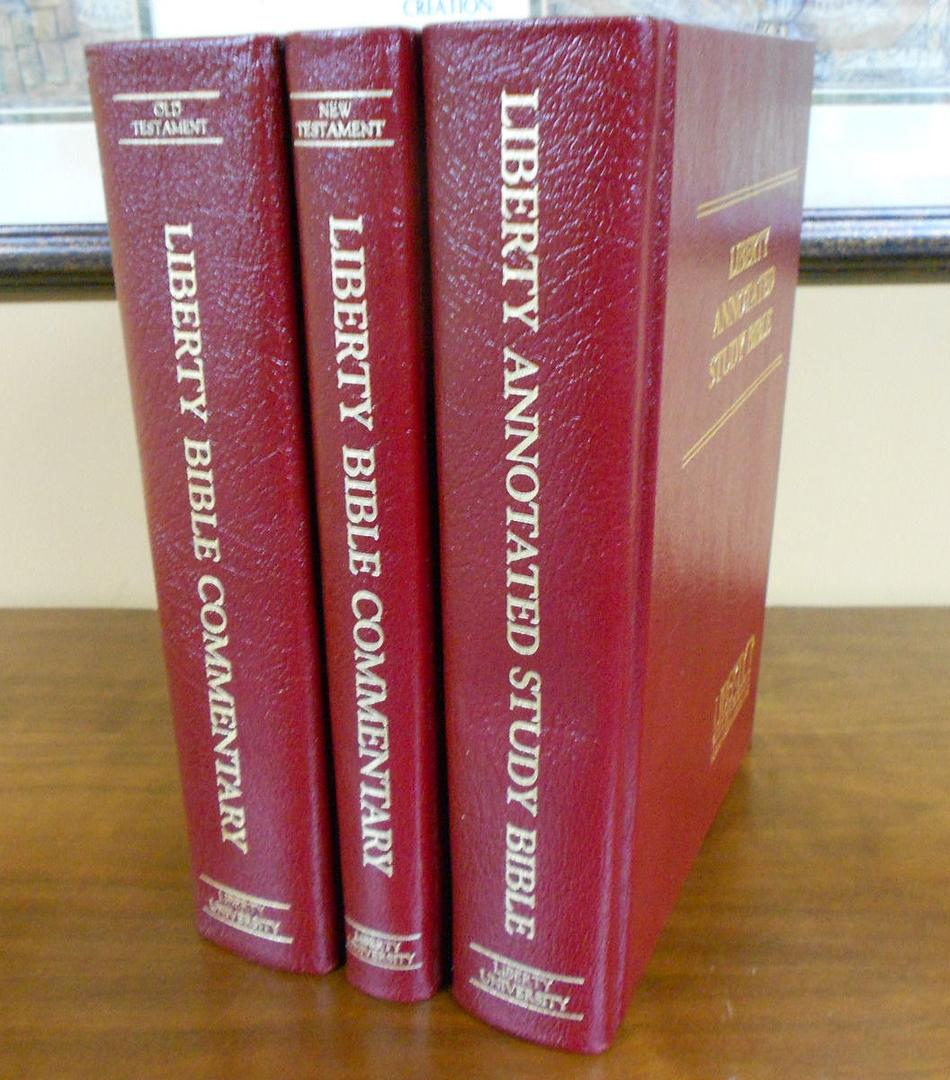 CREATION
OLD
TESTAMENT
LIBERTY BIBLE COMMENTARY
LIBERTY
UNIVERSITY
NEW
TESTAMENT
LIBERTY BIBLE COMMENTARY
LIBERTY
UNIVERSITY
LIBERTY ANNOTATED STUDY BIBLE
LIBERTY
UNIVERSITY
LIBERTY
ANNOTATED
STUDY BIBLE
LIBERTY